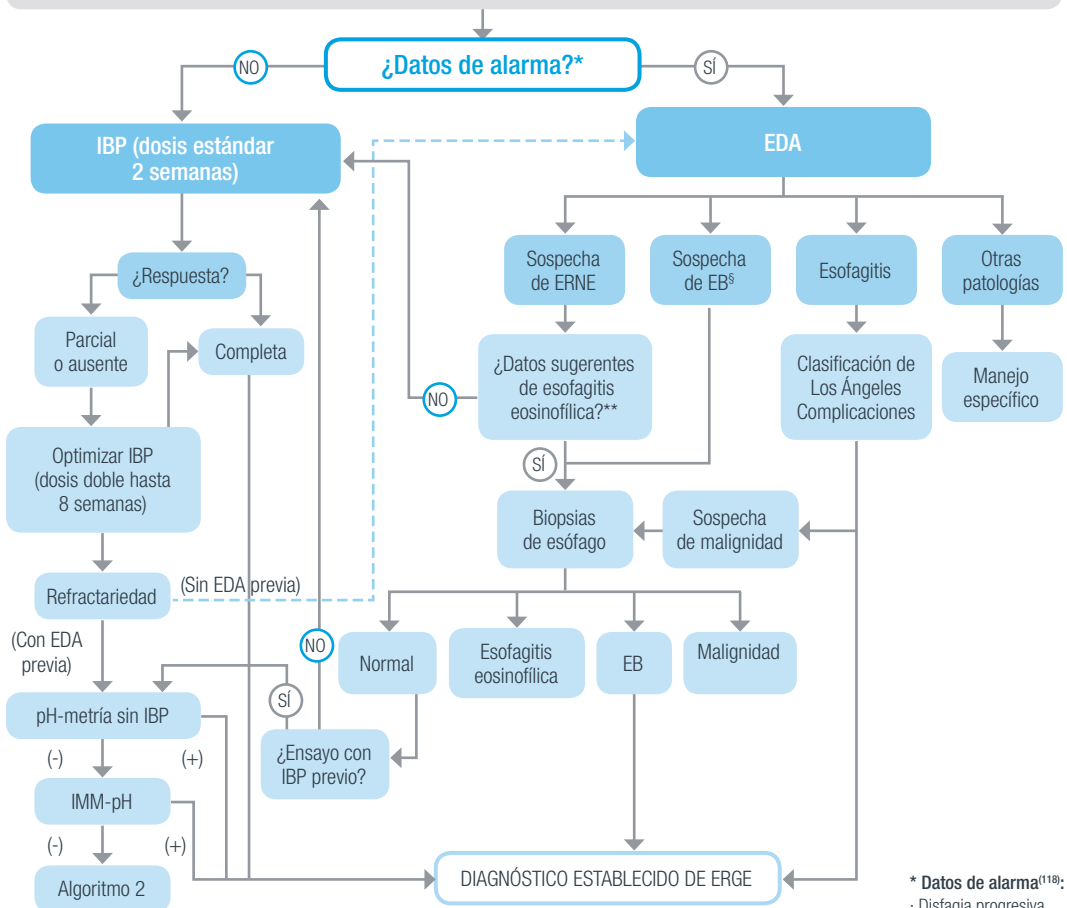 ¿Datos de alarma?*
NO
SÍ
IBP (dosis estándar
2 semanas)
EDA
¿Respuesta?
Sospecha
de ERNE
Sospecha
de EB§
Esofagitis
Otras
patologías
Parcial
o ausente
Completa
¿Datos sugerentes
de esofagitis
eosinofílica?**
Clasificación de
Los Ángeles
Complicaciones
Manejo
específico
NO
Optimizar IBP
(dosis doble hasta
8 semanas)
SÍ
Biopsias
de esófago
Sospecha
de malignidad
Refractariedad
(Sin EDA previa)
(Con EDA
previa)
NO
Normal
Esofagitis
eosinofílica
EB
Malignidad
SÍ
pH-metría sin IBP
¿Ensayo con
IBP previo?
(-)
(+)
IMM-pH
(-)
(+)
Algoritmo 2
DIAGNÓSTICO ESTABLECIDO DE ERGE
* Datos de alarma(118):
· Disfagia progresiva